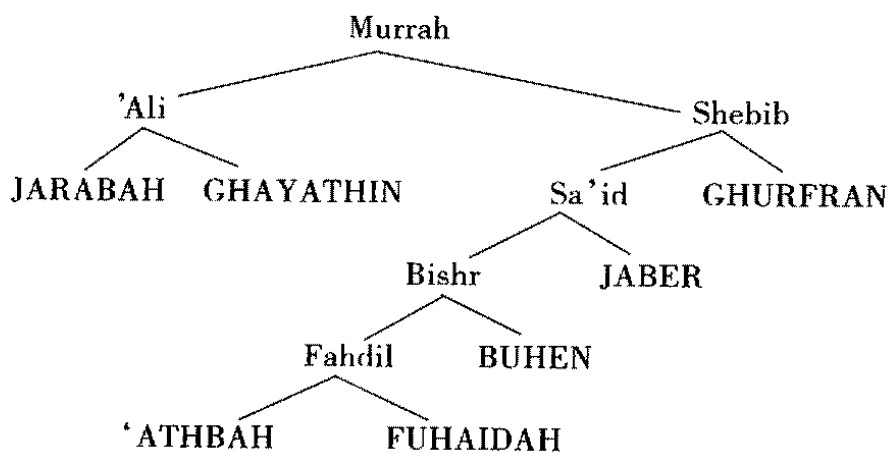 Murrah
'Ali Shebib
JARABAH GHAYATHIN Sa'id GHURFRAN
Bishr JABER
Fahdil BUHEN
‘ATHBAH FUHAIDAH